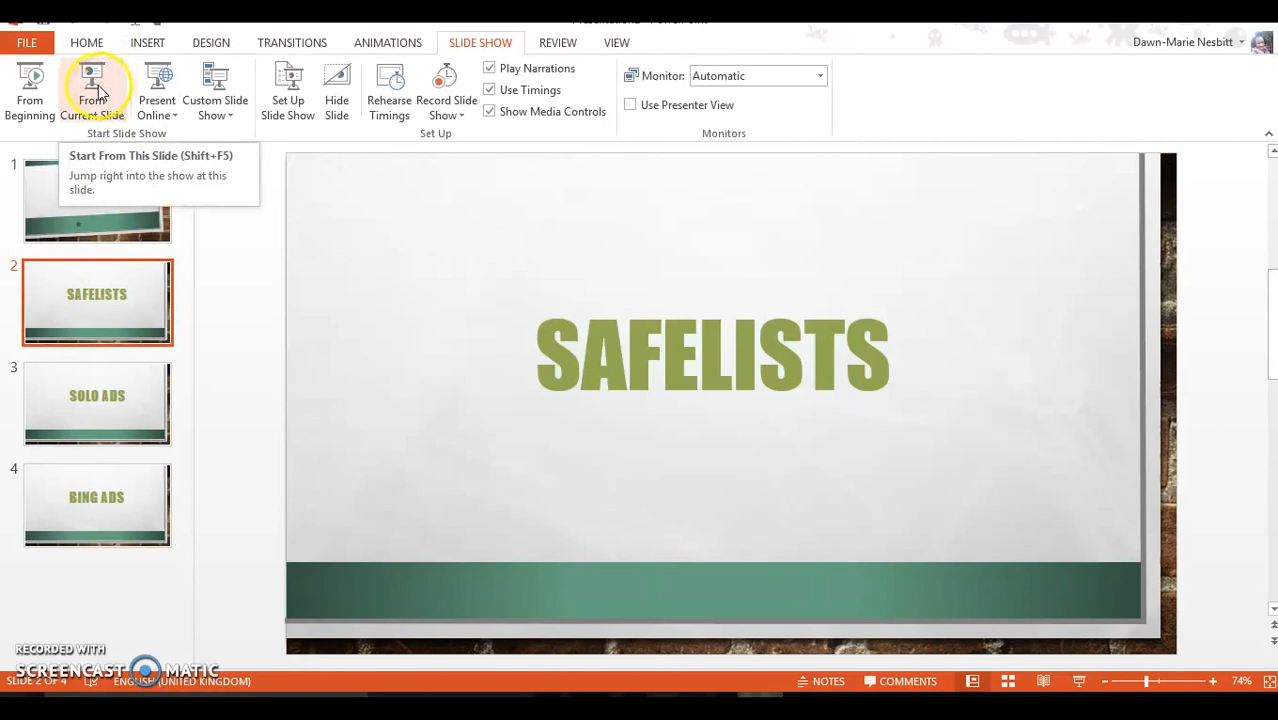 FILE HOME INSERT DESIGN TRANSITIONS ANIMATIONS SLIDE SHOW REVIEW VIEW Dawn-Marie Nesbitt
From Beginning
From Current Slide
Present Online
Custom Slide Show
Set Up Slide Show
Hide Slide
Rehearse Timings
Record Slide Show
Play Narrations
Use Timings
Show Media Controls
Monitor: Automatic
Use Presenter View
Start Slide Show
Set Up
Monitors
Start From This Slide (Shift+F5)
Jump right into the show at this
slide.
1
2
SAFELISTS
3
SOLO ADS
4
BING ADS
SAFELISTS
RECORDED WITH
SCREENCAST MATIC
SLIDE 2 OF 4 ENGLISH (UNITED KINGDOM) NOTES COMMENTS 74%